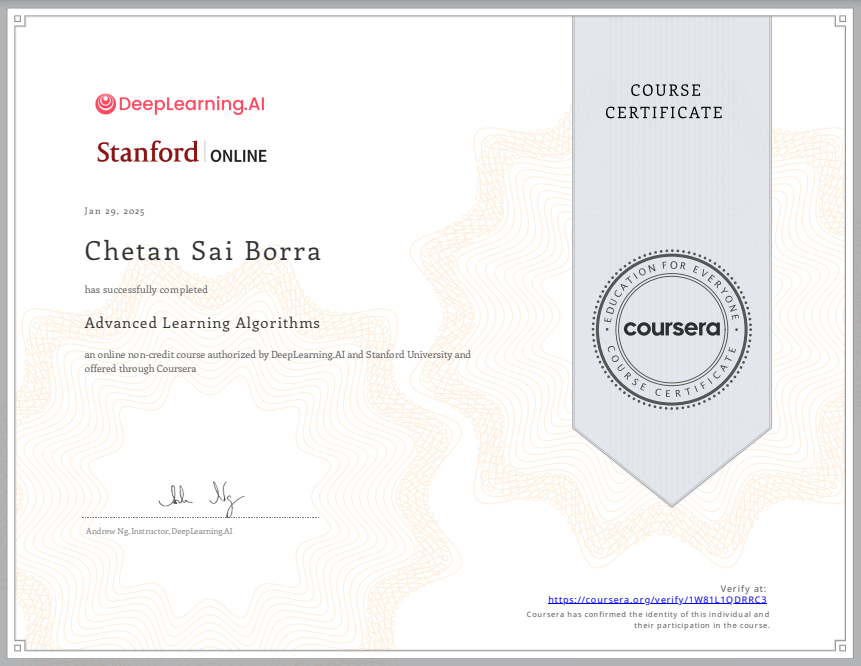 DeepLearning.AI
Stanford | ONLINE
Jan 29, 2025
Chetan Sai Borra
has successfully completed
Advanced Learning Algorithms
an online non-credit course authorized by DeepLearning.AI and Stanford University and
offered through Coursera
Andrew Ng, Instructor, DeepLearning.AI
COURSE
CERTIFICATE
EDUCATION FOR EVERYONE
coursera
COURSE CERTIFICATE
Verify at:
https://coursera.org/verify/1W81L1QDRRC3
Coursera has confirmed the identity of this individual and
their participation in the course.